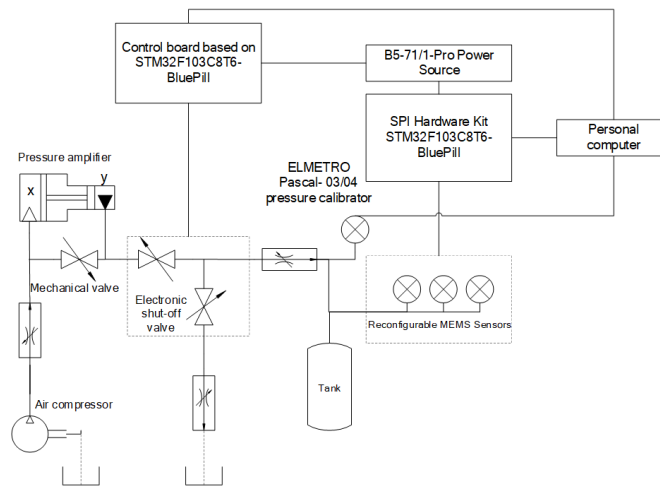 Control board based on
STM32F103C8T6-
BluePill
B5-71/1-Pro Power
Source
SPI Hardware Kit
STM32F103C8T6-
BluePill
Personal
computer
Pressure amplifier
x
y
ELMETRO
Pascal- 03/04
pressure calibrator
Mechanical valve
Electronic
shut-off
valve
Reconfigurable MEMS Sensors
Tank
Air compressor